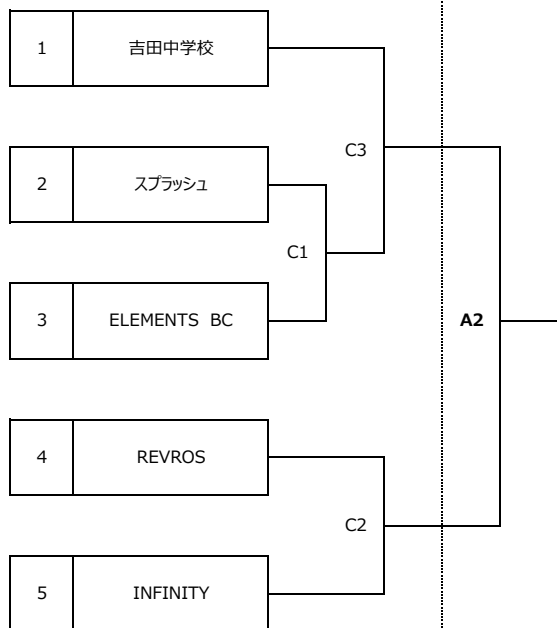 1 吉田中学校
C3
2 スプラッシュ
C1
3 ELEMENTS BC
A2
4 REVROS
C2
5 INFINITY